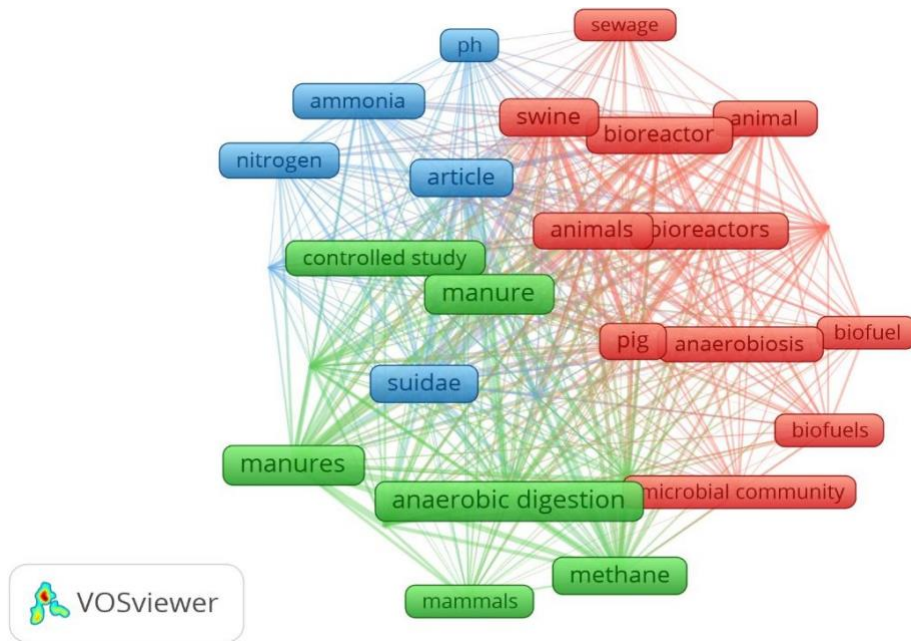 sewage
ph
ammonia
swine
animal
bioreactor
nitrogen
article
animals
bioreactors
controlled study
manure
pig
anaerobiosis
biofuel
suidae
biofuels
manures
anaerobic digestion
microbial community
methane
mammals
VOSviewer